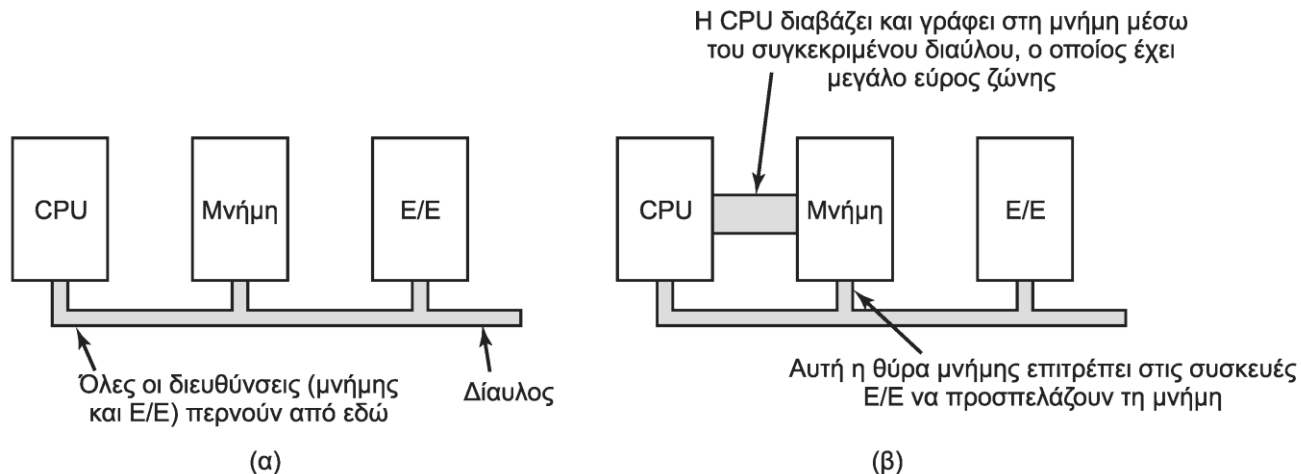 Η CPU διαβάζει και γράφει στη μνήμη μέσω
του συγκεκριμένου διαύλου, ο οποίος έχει
μεγάλο εύρος ζώνης
CPU
Μνήμη
Ε/Ε
CPU
Μνήμη
Ε/Ε
Όλες οι διευθύνσεις (μνήμης
και Ε/Ε) περνούν από εδώ
Δίαυλος
Αυτή η θύρα μνήμης επιτρέπει στις συσκευές
Ε/Ε να προσπελάζουν τη μνήμη
(α)
(β)